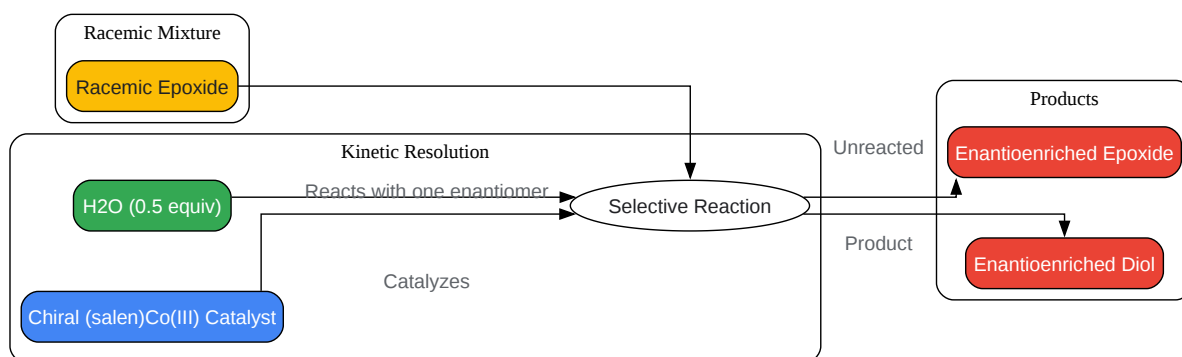 Racemic Mixture
Racemic Epoxide
Kinetic Resolution
H2O (0.5 equiv)
Reacts with one enantiomer
Selective Reaction
Catalyzes
Chiral (salen)Co(III) Catalyst
Unreacted
Product
Products
Enantioenriched Epoxide
Enantioenriched Diol